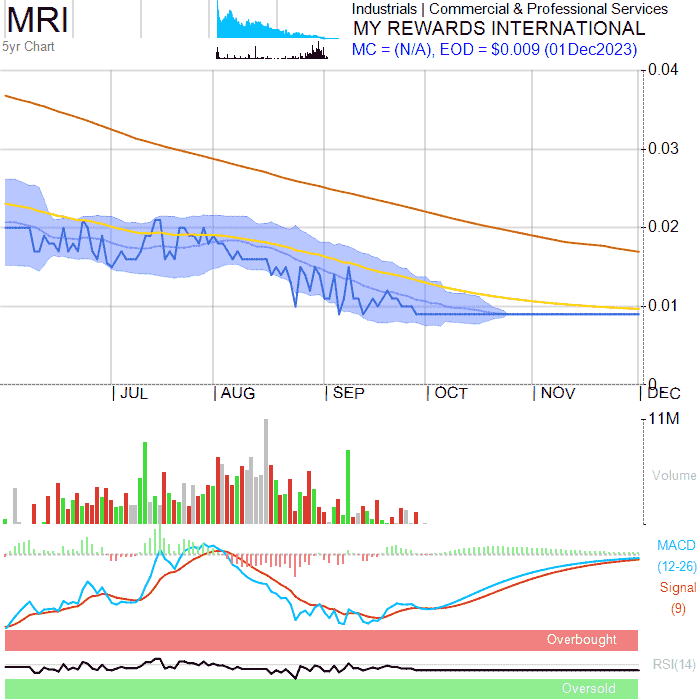 MRI
Industrials | Commercial & Professional Services
MY REWARDS INTERNATIONAL
5yr Chart
MC = (N/A), EOD = $0.009 (01Dec2023)
0.04
0.03
0.02
0.01
0
JUL AUG SEP OCT NOV DEC
11M
Volume
MACD
(12-26)
Signal
(9)
Overbought
RSI(14)
Oversold